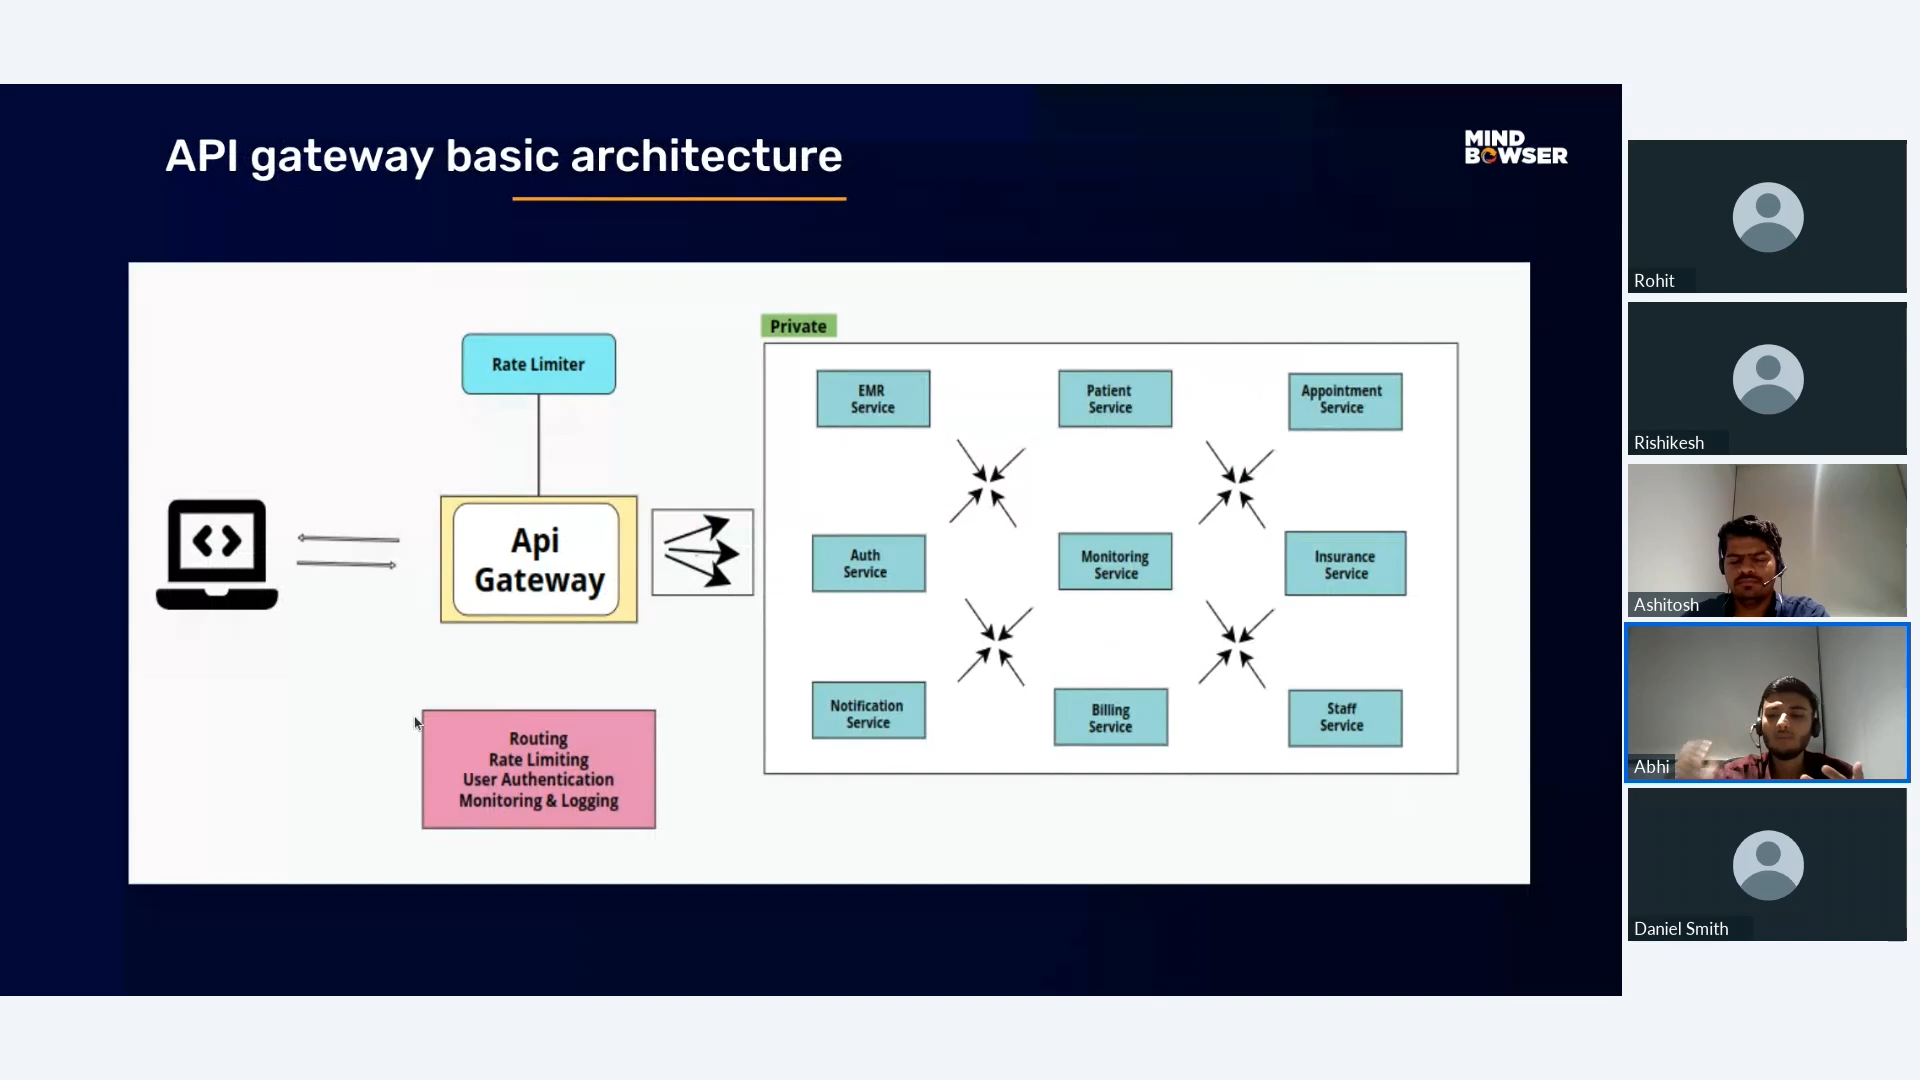 API gateway basic architecture
MIND
BOWSER
Private
Rate Limiter
EMR
Service
Patient
Service
Appointment
Service
Api
Gateway
Auth
Service
Monitoring
Service
Insurance
Service
Notification
Service
Billing
Service
Staff
Service
Routing
Rate Limiting
User Authentication
Monitoring & Logging
Rohit
Rishikesh
Ashitosh
Abhi
Daniel Smith